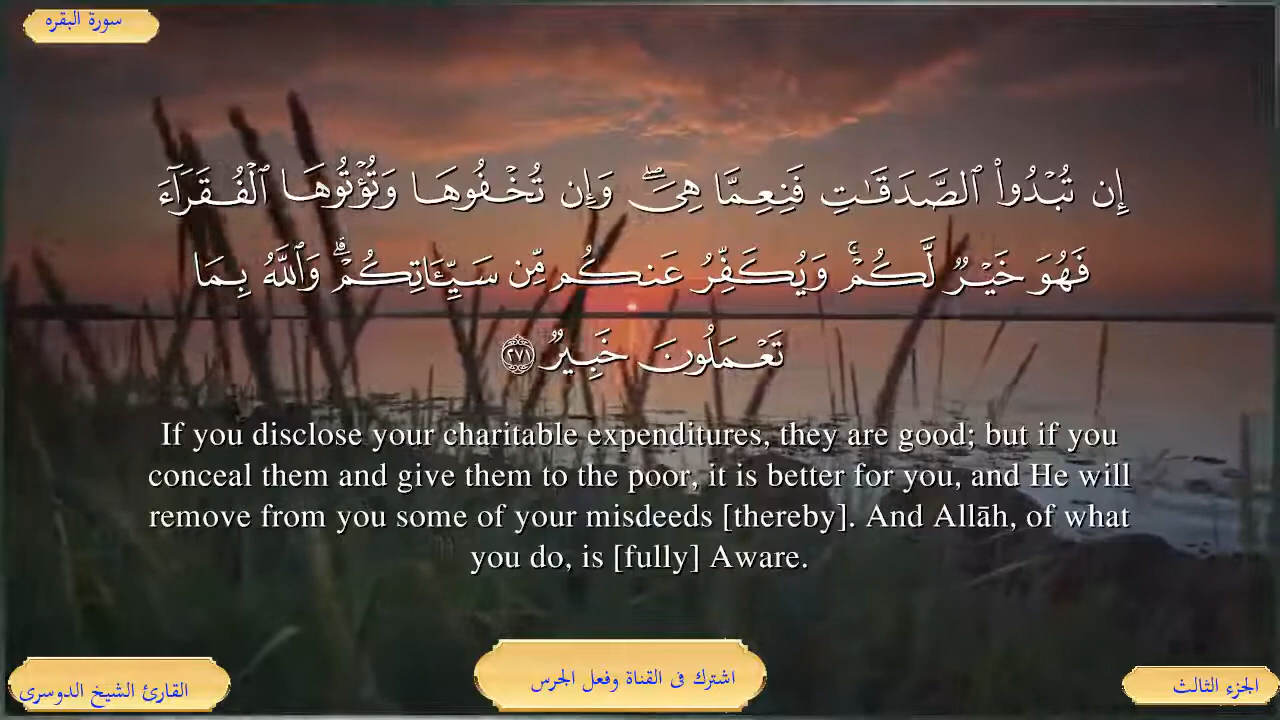 سورة البقره
إِن تُبْدُوا۟ ٱلصَّدَقَـٰتِ فَنِعِمَّا هِىَ ۖ وَإِن تُخْفُوهَا وَتُؤْتُوهَا ٱلْفُقَرَآءَ
فَهُوَ خَيْرٌ لَّكُمْ ۚ وَيُكَفِّرُ عَنكُم مِّن سَيِّـَٔاتِكُمْ ۗ وَٱللَّهُ بِمَا
تَعْمَلُونَ خَبِيرٌ ٢٧١
If you disclose your charitable expenditures, they are good; but if you
conceal them and give them to the poor, it is better for you, and He will
remove from you some of your misdeeds [thereby]. And Allāh, of what
you do, is [fully] Aware.
الجزء الثالث
اشترك فى القناة وفعل الجرس
القارئ الشيخ الدوسرى